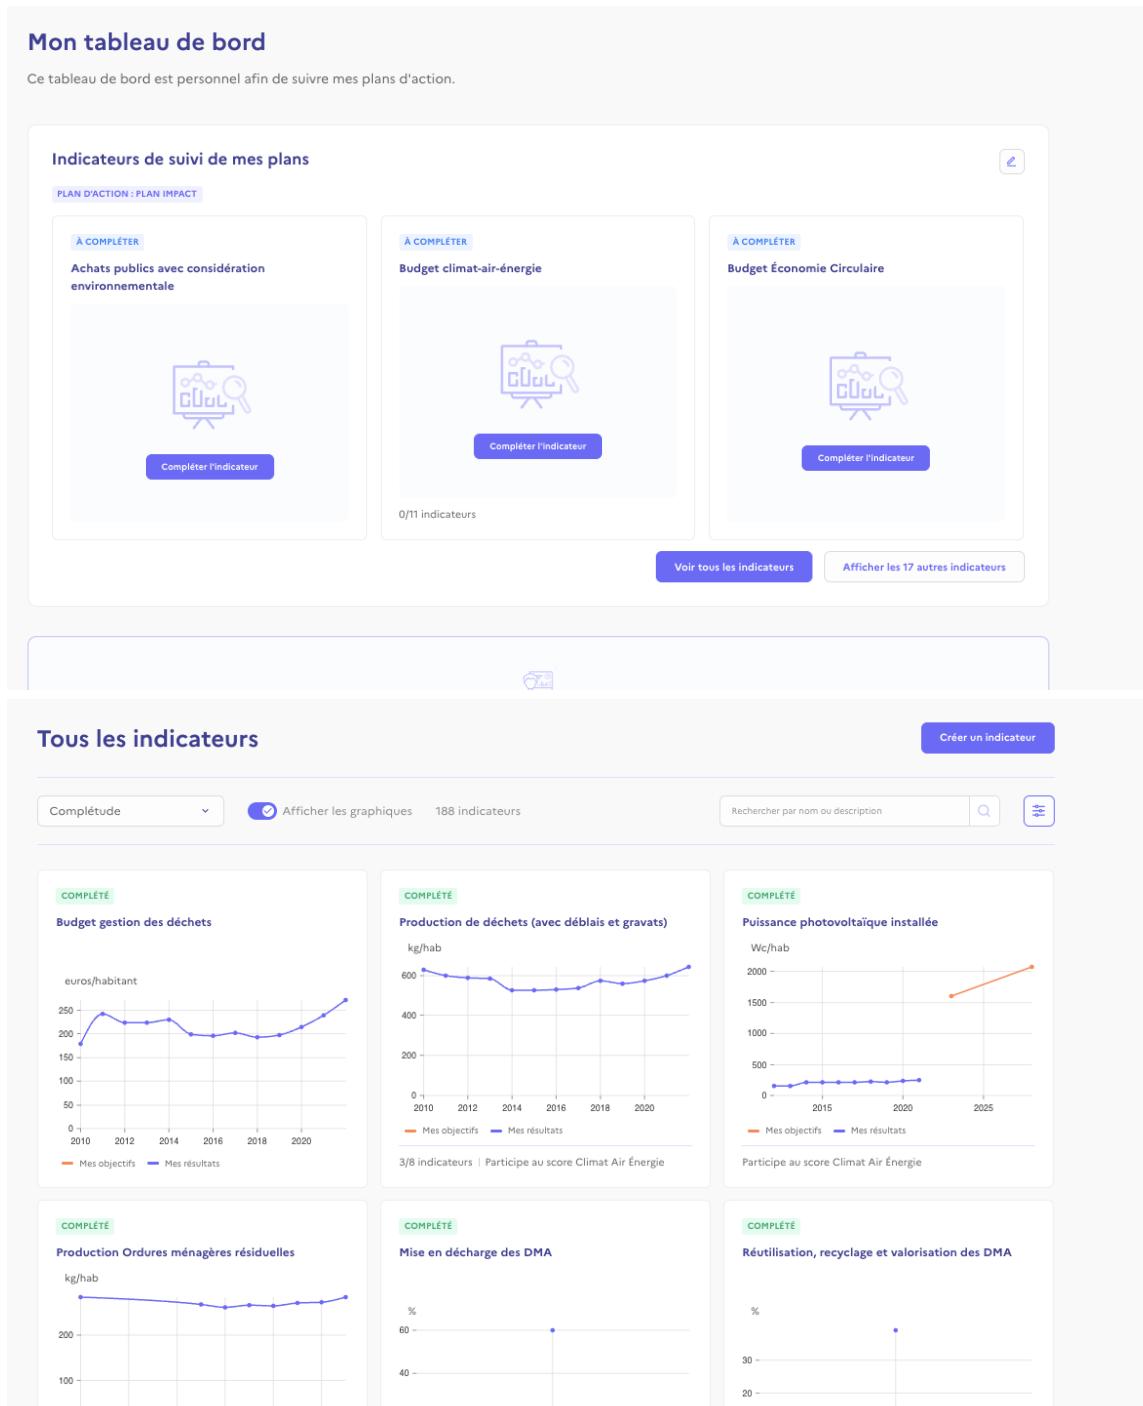 Mon tableau de bord
Ce tableau de bord est personnel afin de suivre mes plans d'action.
Indicateurs de suivi de mes plans
PLAN D'ACTION : PLAN IMPACT
À COMPLÉTER
Achats publics avec considération
environnementale
Compléter l'indicateur
À COMPLÉTER
Budget climat-air-énergie
Compléter l'indicateur
0/11 indicateurs
À COMPLÉTER
Budget Économie Circulaire
Compléter l'indicateur
Voir tous les indicateurs
Afficher les 17 autres indicateurs
Tous les indicateurs
Créer un indicateur
Complétude
Afficher les graphiques
188 indicateurs
Rechercher par nom ou description
COMPLÉTÉ
Budget gestion des déchets
euros/habitant
250
200
150
100
50
0
2010 2012 2014 2016 2018 2020
Mes objectifs Mes résultats
COMPLÉTÉ
Production de déchets (avec déblais et gravats)
kg/hab
600
400
200
0
2010 2012 2014 2016 2018 2020
Mes objectifs Mes résultats
3/8 indicateurs | Participe au score Climat Air Énergie
COMPLÉTÉ
Puissance photovoltaïque installée
Wc/hab
2000
1500
1000
500
0
2015 2020 2025
Mes objectifs Mes résultats
Participe au score Climat Air Énergie
COMPLÉTÉ
Production Ordures ménagères résiduelles
kg/hab
200
100
COMPLÉTÉ
Mise en décharge des DMA
%
60
40
COMPLÉTÉ
Réutilisation, recyclage et valorisation des DMA
%
30
20